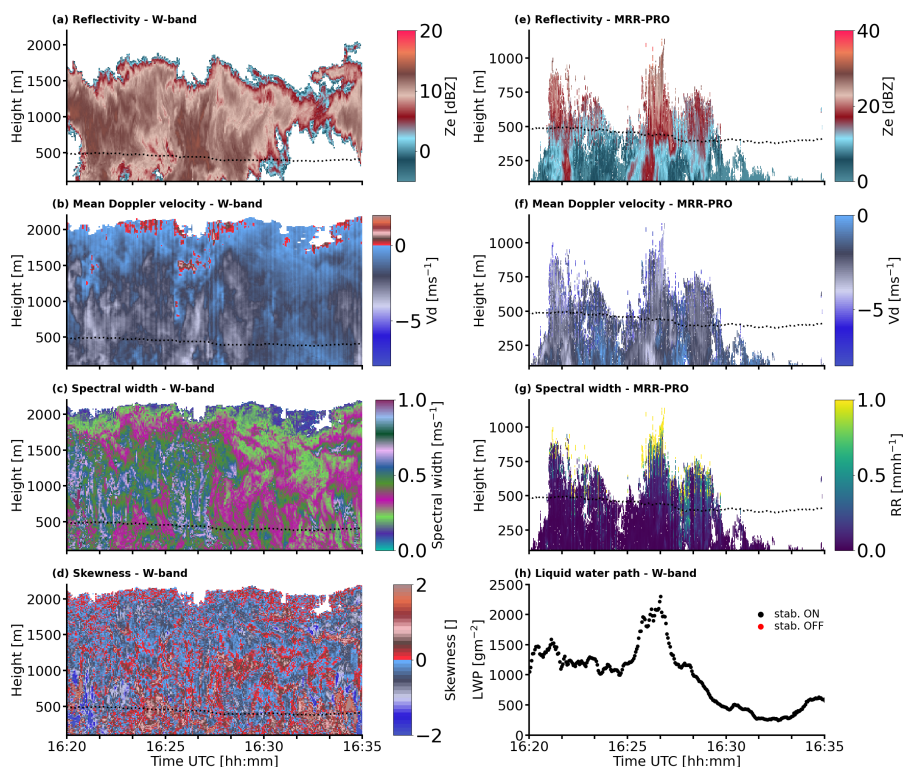 (a) Reflectivity - W-band
Height [m]
2000
1500
1000
500
20
10
0
Ze [dBZ]
(e) Reflectivity - MRR-PRO
Height [m]
1000
750
500
250
40
20
0
Ze [dBZ]
(b) Mean Doppler velocity - W-band
Height [m]
2000
1500
1000
500
0
−5
Vd [ms⁻¹]
(f) Mean Doppler velocity - MRR-PRO
Height [m]
1000
750
500
250
0
−5
Vd [ms⁻¹]
(c) Spectral width - W-band
Height [m]
2000
1500
1000
500
1.0
0.5
0.0
Spectral width [ms⁻¹]
(g) Spectral width - MRR-PRO
Height [m]
1000
750
500
250
1.0
0.5
0.0
RR [mmh⁻¹]
(d) Skewness - W-band
Height [m]
2000
1500
1000
500
2
0
−2
Skewness []
16:20 16:25 16:30 16:35
Time UTC [hh:mm]
(h) Liquid water path - W-band
LWP [gm⁻²]
2500
2000
1500
1000
500
0
stab. ON
stab. OFF
16:20 16:25 16:30 16:35
Time UTC [hh:mm]